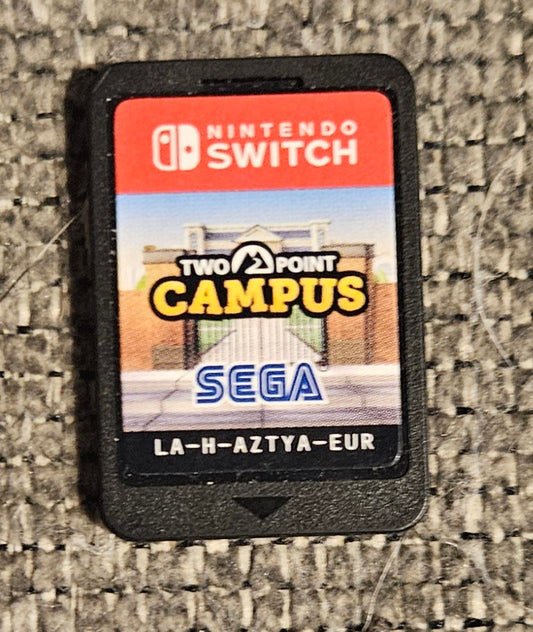 NINTENDO
SWITCH
TWO POINT
CAMPUS
SEGA
LA-H-AZTYA-EUR